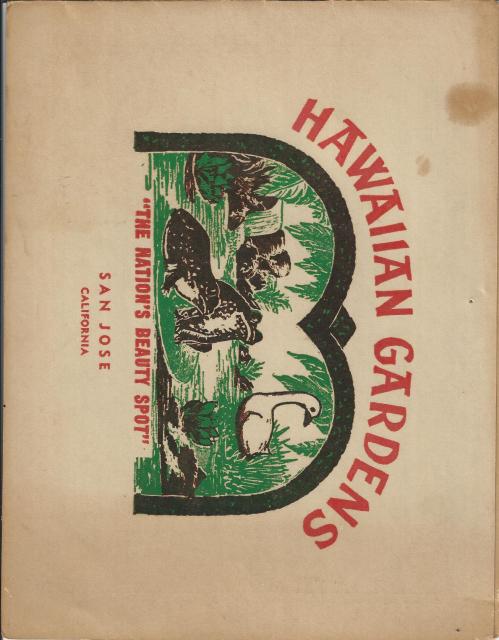 HAWAIIAN GARDENS
"THE NATION'S BEAUTY SPOT"
SAN JOSE
CALIFORNIA